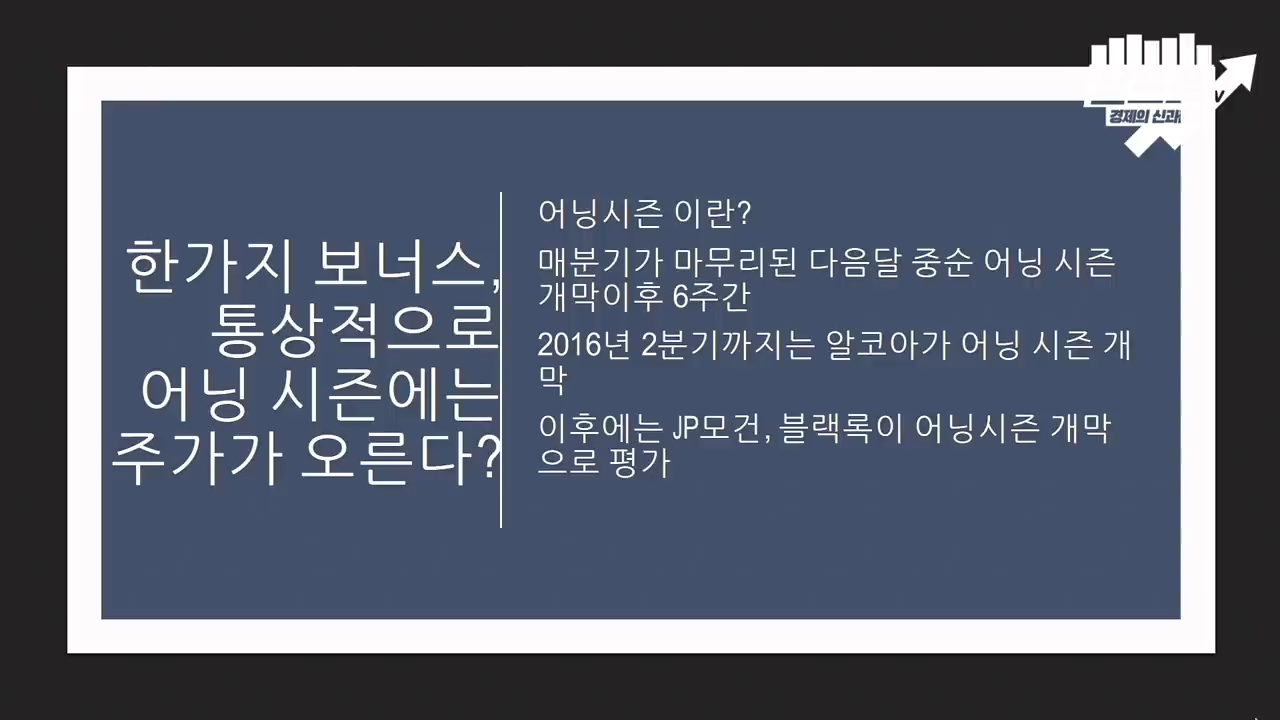 한가지 보너스,
통상적으로
어닝 시즌에는
주가가 오른다?
어닝시즌 이란?
매분기가 마무리된 다음달 중순 어닝 시즌
개막이후 6주간
2016년 2분기까지는 알코아가 어닝 시즌 개
막
이후에는 JP모건, 블랙록이 어닝시즌 개막
으로 평가
경제의